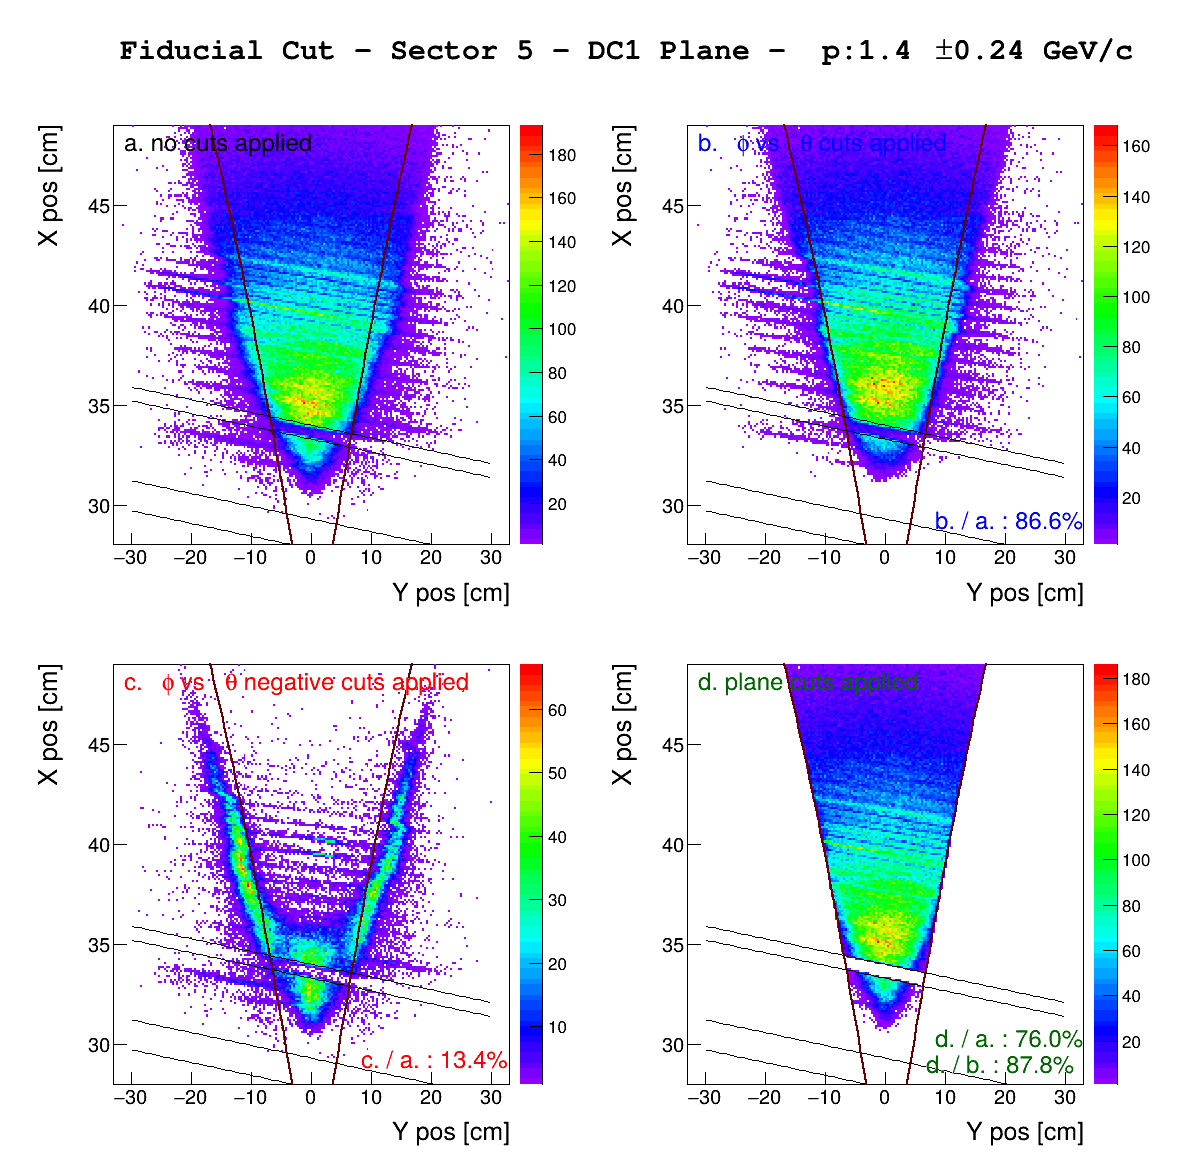 Fiducial Cut − Sector 5 − DC1 Plane − p:1.4 ±0.24 GeV/c
X pos [cm]
a. no cuts applied
45
40
35
30
−30 −20 −10 0 10 20 30
Y pos [cm]
180
160
140
120
100
80
60
40
20
X pos [cm]
b. ϕ vs θ cuts applied
45
40
35
30
b. / a. : 86.6%
−30 −20 −10 0 10 20 30
Y pos [cm]
160
140
120
100
80
60
40
20
X pos [cm]
c. ϕ vs θ negative cuts applied
45
40
35
30
c. / a. : 13.4%
−30 −20 −10 0 10 20 30
Y pos [cm]
60
50
40
30
20
10
X pos [cm]
d. plane cuts applied
45
40
35
30
d. / a. : 76.0%
d. / b. : 87.8%
−30 −20 −10 0 10 20 30
Y pos [cm]
180
160
140
120
100
80
60
40
20